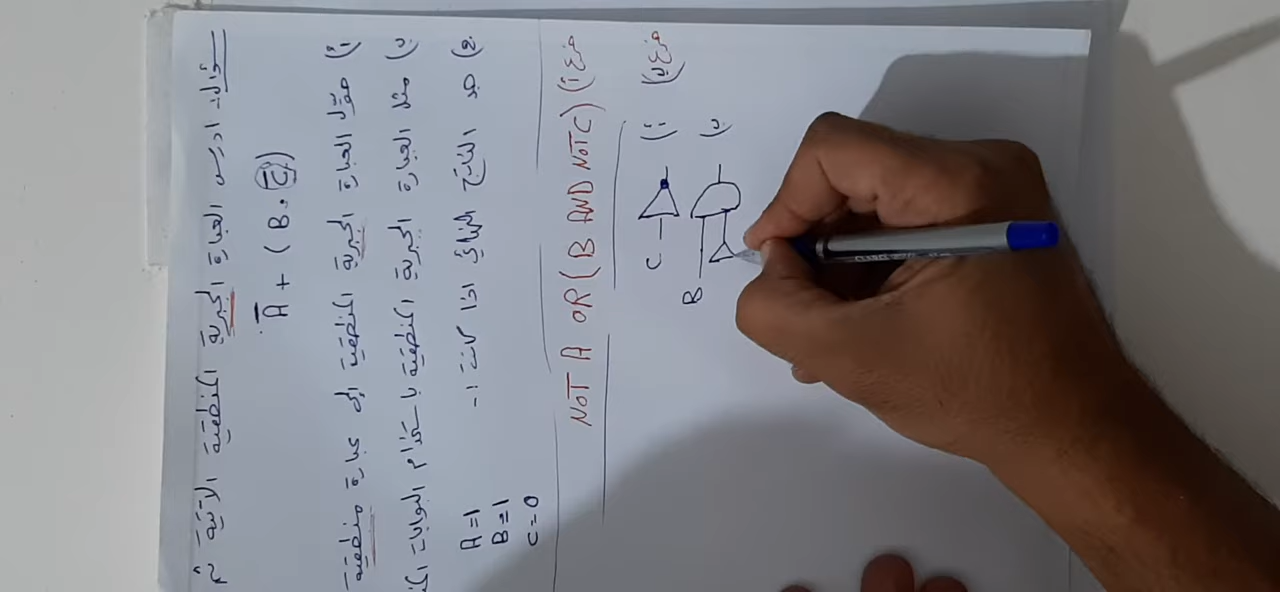 سؤال:- ادرس العبارة الجبرية المنطقية الآتية ثم
A̅ + (B . C̅)
أ) حوّل العبارة الجبرية المنطقية إلى عبارة منطقية
ب) مثل العبارة الجبرية المنطقية باستخدام البوابات
ج) جد الناتج النهائي اذا كانت :-
A=1
B=1
C=0
فرع أ) NOT A OR (B AND NOT C)
فرع ب)
أ) C
ب) B